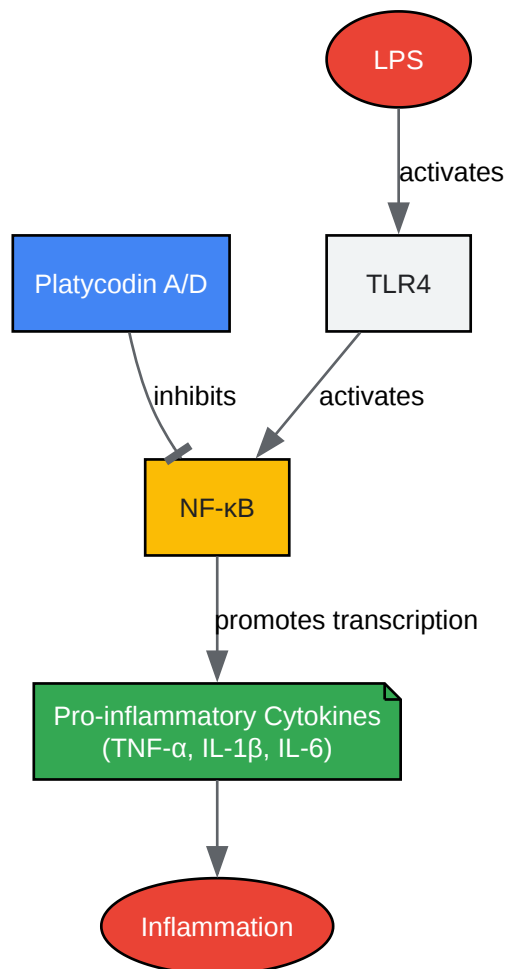 LPS
activates
Platycodin A/D
TLR4
inhibits
activates
NF-κB
promotes transcription
Pro-inflammatory Cytokines
(TNF-α, IL-1β, IL-6)
Inflammation